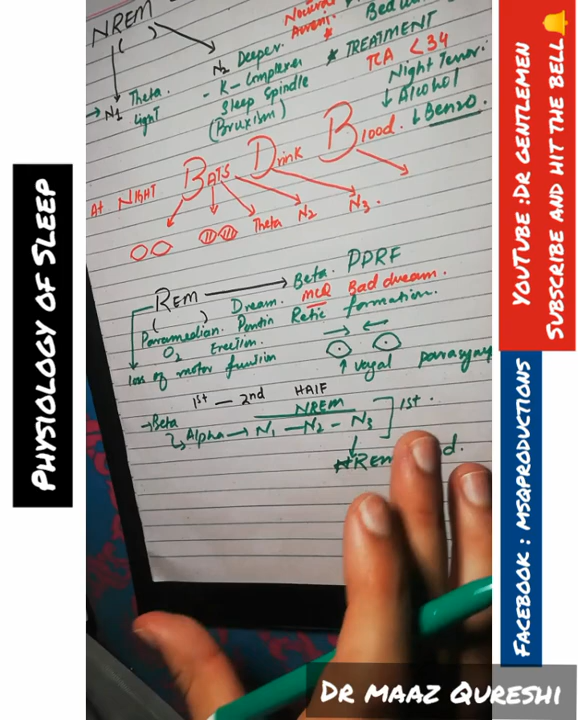 NREM
( )
→ N1 Theta
light
N2 Deeper.
- K-Complexes
Sleep Spindle
(Bruxism)
Bed
* TREATMENT
TCA < 34
Night Terror.
↓ Alcohol
↓ Benzo.
At NIGHT BATS Drink Blood.
Theta N2 N3.
REM → Beta. PPRF
( ) Dream. MCQ Bad dream.
Paramedian Pontin Retic formation.
O2 Erection.
loss of motor function
↑ Vagal
1st - 2nd HALF
NREM
→ Beta
↳ Alpha → N1 - N2 - N3 ] 1st.
PHYSIOLOGY OF SLEEP
YOUTUBE :DR GENTLEMEN
SUBSCRIBE AND HIT THE BELL🔔
FACEBOOK : MSQPRODUCTIONS
DR MAAZ QURESHI